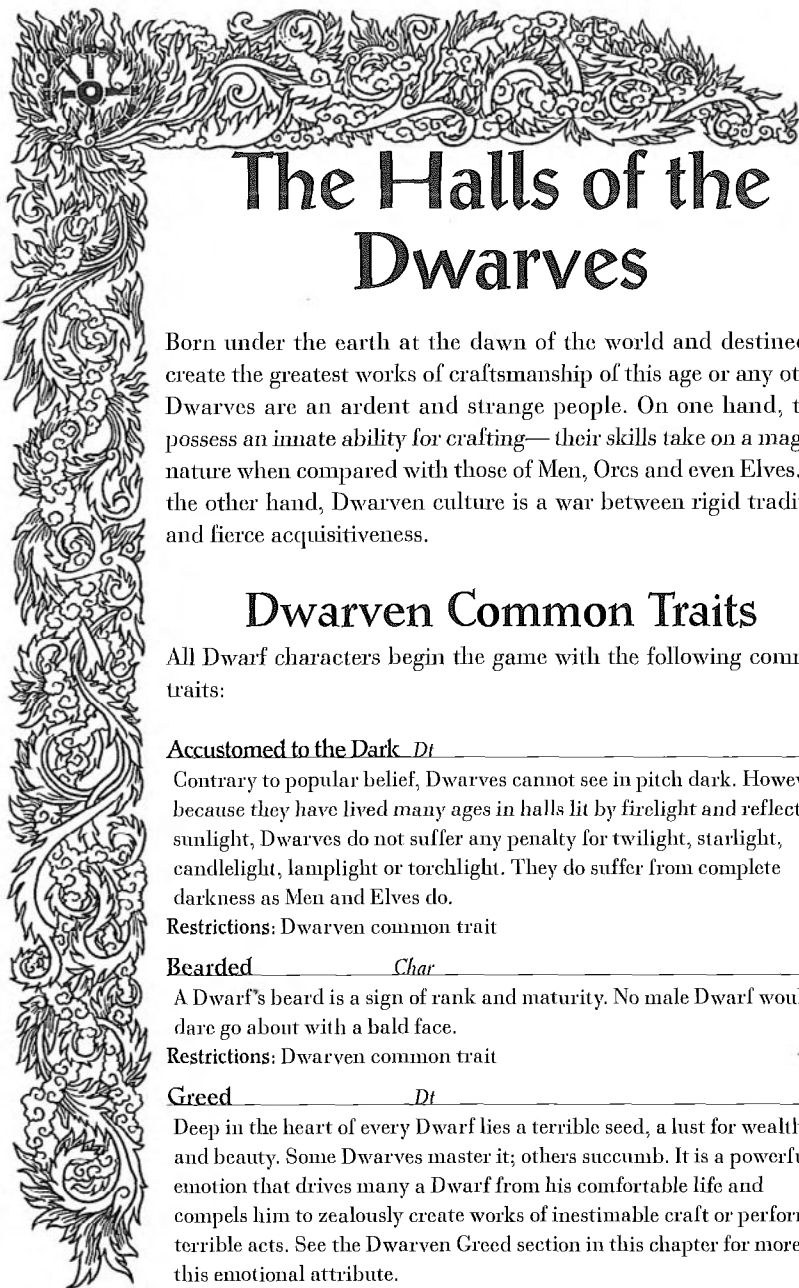 The Halls of the
Dwarves
Born under the earth at the dawn of the world and destined
create the greatest works of craftsmanship of this age or any
Dwarves are an ardent and strange people. On one hand,
possess an innate ability for crafting— their skills take on a
nature when compared with those of Men, Orcs and even Elves.
the other hand, Dwarven culture is a war between rigid
and fierce acquisitiveness.
Dwarven Common Traits
All Dwarf characters begin the game with the following
traits:
Accustomed to the Dark Dt
Contrary to popular belief, Dwarves cannot see in pitch dark.
because they have lived many ages in halls lit by firelight and
sunlight, Dwarves do not suffer any penalty for twilight, starlight,
candlelight, lamplight or torchlight. They do suffer from complete
darkness as Men and Elves do.
Restrictions: Dwarven common trait
Bearded Char
A Dwarf's beard is a sign of rank and maturity. No male Dwarf
dare go about with a bald face.
Restrictions: Dwarven common trait
Greed Dt
Deep in the heart of every Dwarf lies a terrible seed, a lust for wealth
and beauty. Some Dwarves master it; others succumb. It is a
emotion that drives many a Dwarf from his comfortable life and
compels him to zealously create works of inestimable craft or perform
terrible acts. See the Dwarven Greed section in this chapter for more
this emotional attribute.